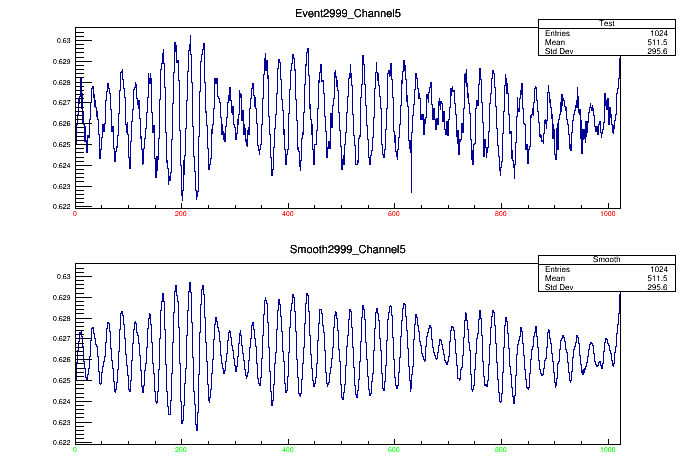 Event2999_Channel5
Test
Entries 1024
Mean 511.5
Std Dev 295.6
0.63
0.629
0.628
0.627
0.626
0.625
0.624
0.623
0.622
0 200 400 600 800 1000
Smooth2999_Channel5
Smooth
Entries 1024
Mean 511.5
Std Dev 295.6
0.63
0.629
0.628
0.627
0.626
0.625
0.624
0.623
0.622
0 200 400 600 800 1000